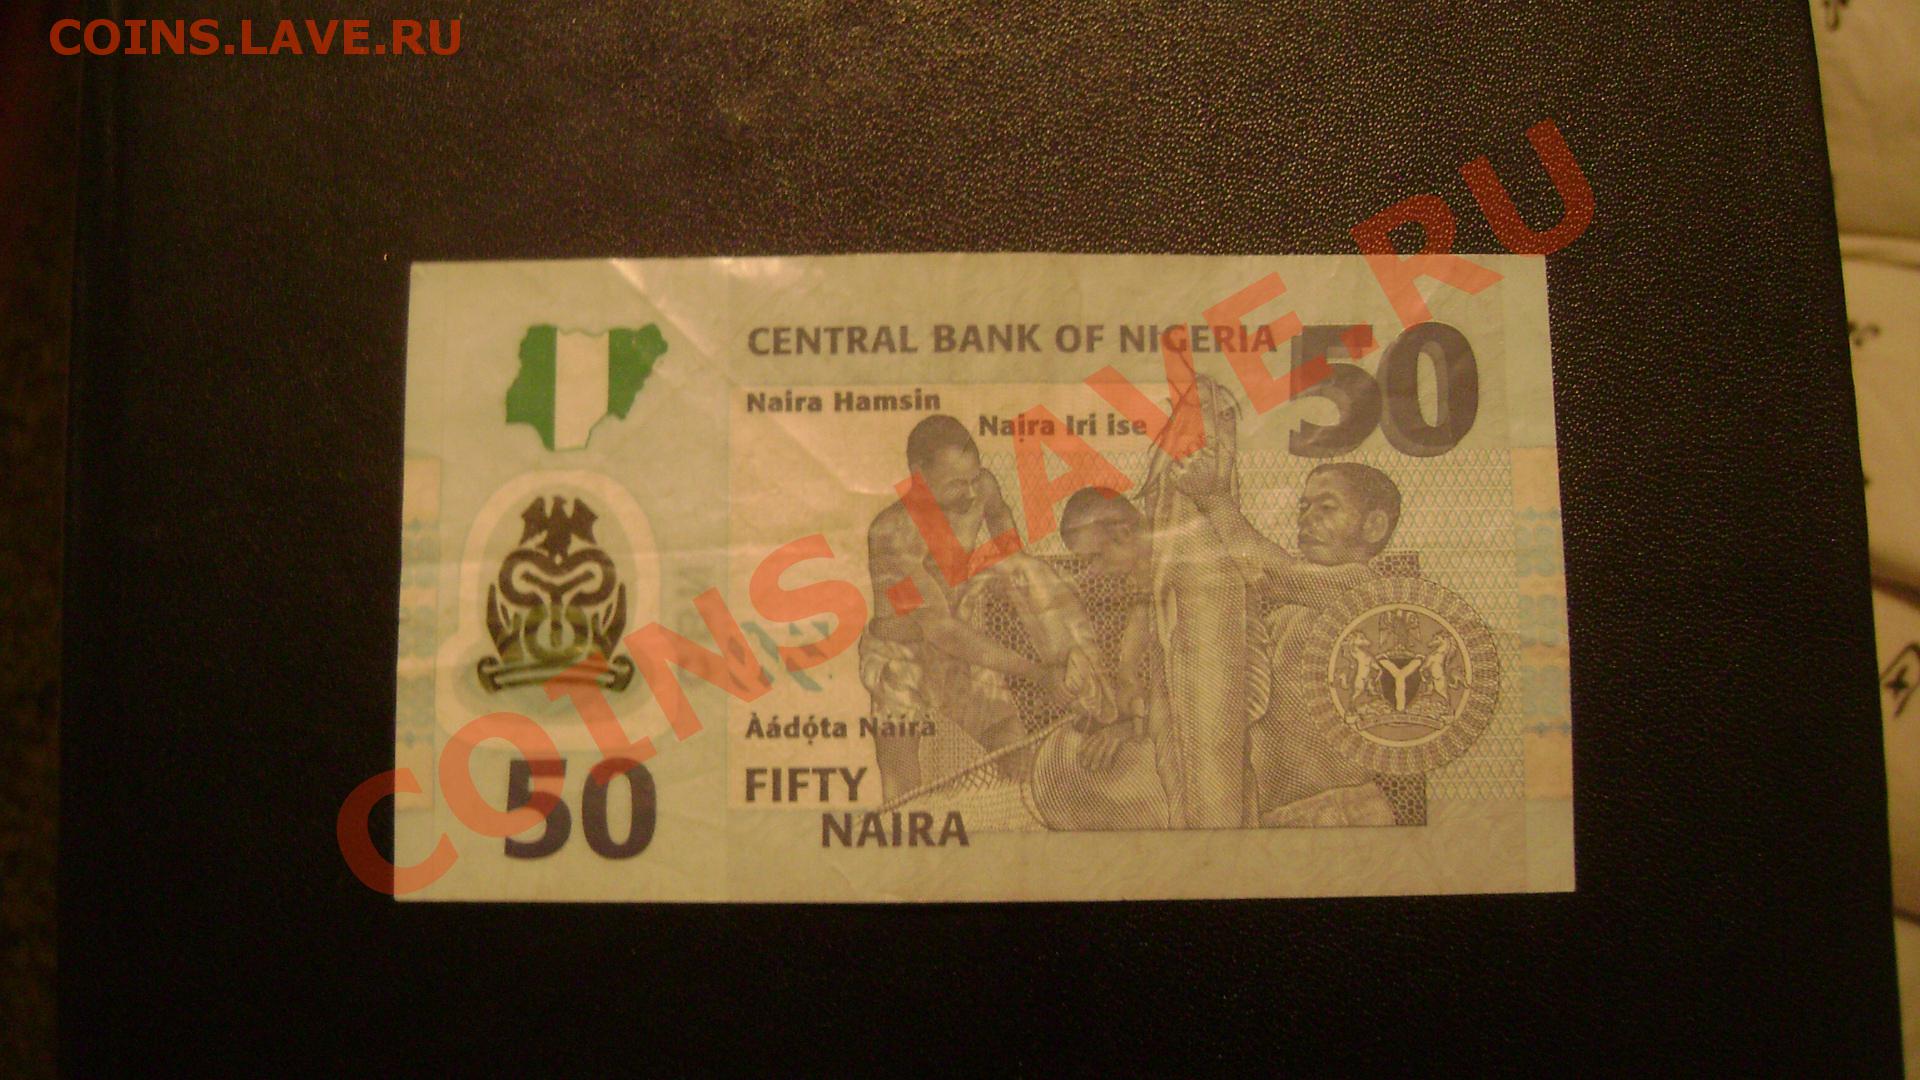 COINS.LAVE.RU
CENTRAL BANK OF NIGERIA
50
Naira Hamsin
Naịra Iri ise
COINS.LAVE.RU
Àádọ́ta Náírà
FIFTY
NAIRA
50